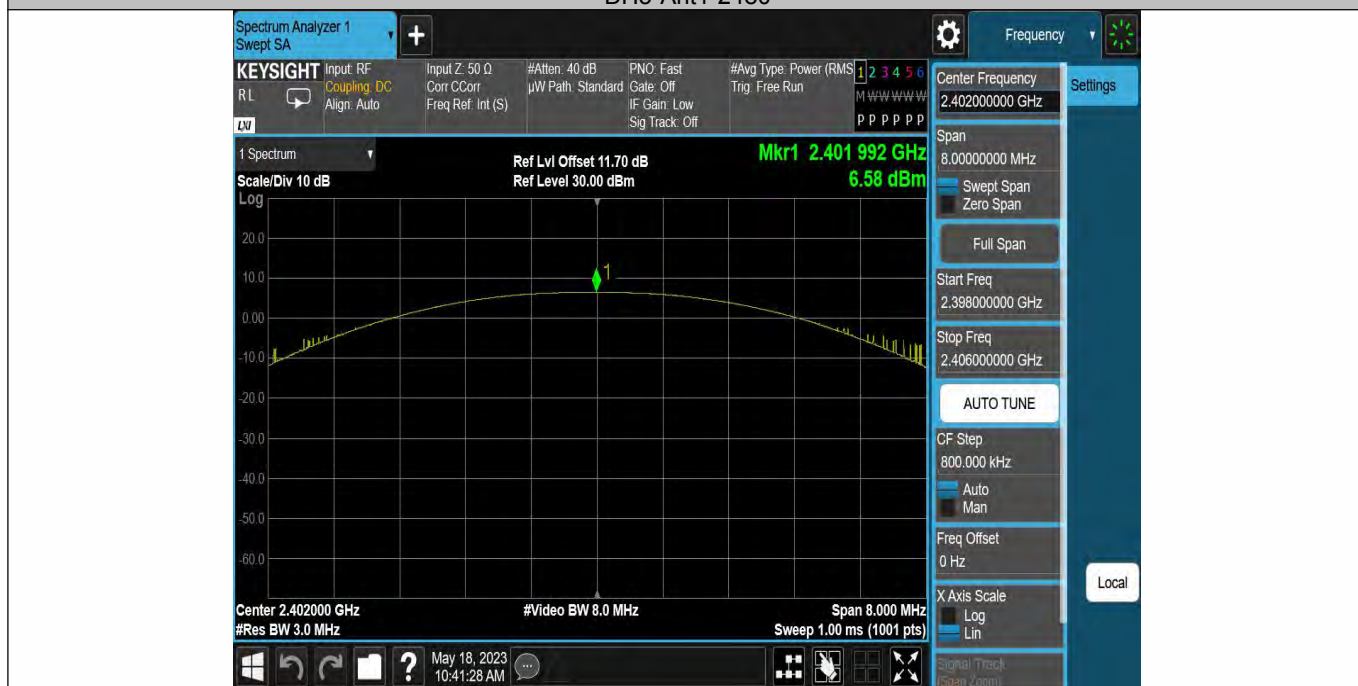 Spectrum Analyzer 1
Swept SA
Frequency
KEYSIGHT
RL
LXI
Input: RF
Coupling: DC
Align: Auto
Input Z: 50 Ω
Corr CCorr
Freq Ref: Int (S)
#Atten: 40 dB
µW Path: Standard
PNO: Fast
Gate: Off
IF Gain: Low
Sig Track: Off
#Avg Type: Power (RMS
Trig: Free Run
1 2 3 4 5 6
M W W W W W
P P P P P P
1 Spectrum
Scale/Div 10 dB
Log
Ref Lvl Offset 11.70 dB
Ref Level 30.00 dBm
Mkr1 2.401 992 GHz
6.58 dBm
1
20.0
10.0
0.00
-10.0
-20.0
-30.0
-40.0
-50.0
-60.0
Center 2.402000 GHz
#Res BW 3.0 MHz
#Video BW 8.0 MHz
Span 8.000 MHz
Sweep 1.00 ms (1001 pts)
May 18, 2023
10:41:28 AM
Center Frequency
2.402000000 GHz
Span
8.00000000 MHz
Swept Span
Zero Span
Full Span
Start Freq
2.398000000 GHz
Stop Freq
2.406000000 GHz
AUTO TUNE
CF Step
800.000 kHz
Auto
Man
Freq Offset
0 Hz
X Axis Scale
Log
Lin
Signal Track
(Span Zoom)
Settings
Local